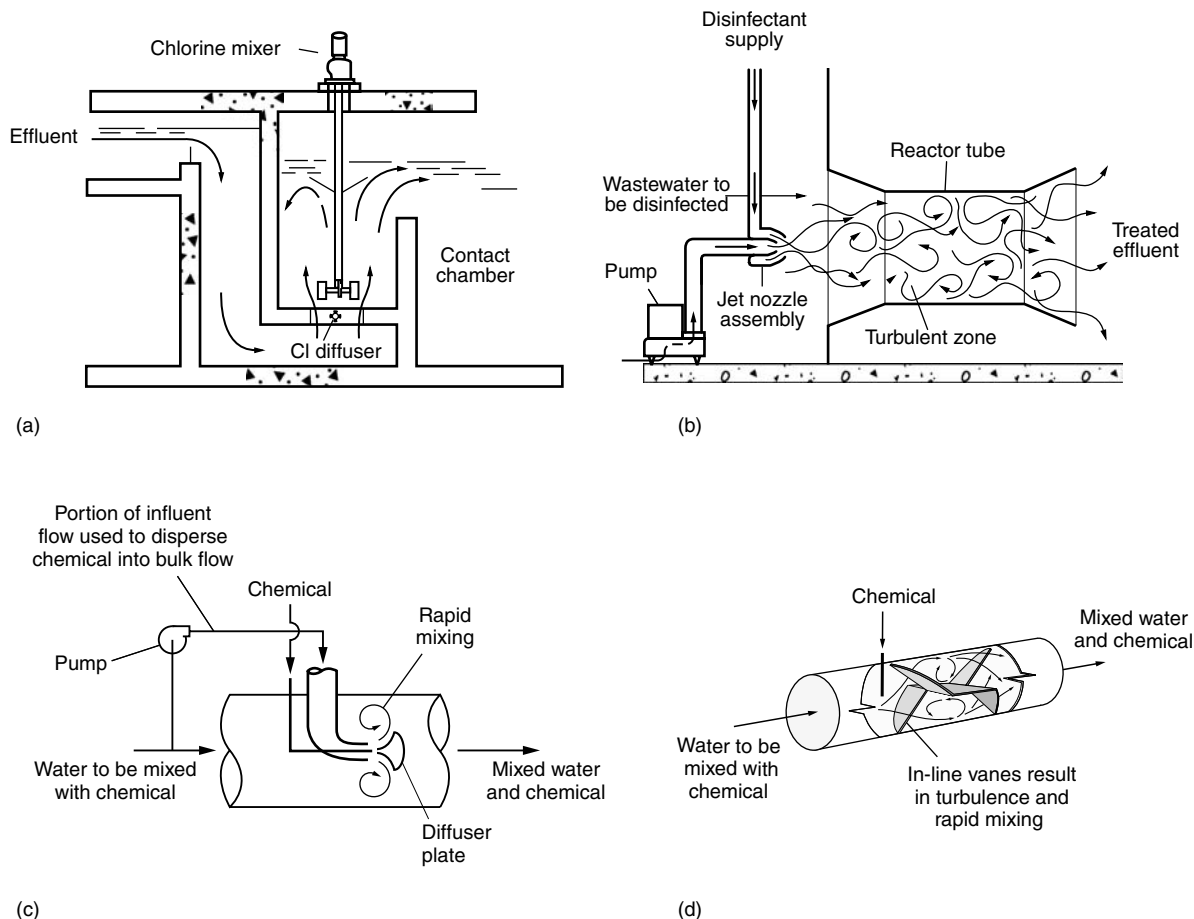 Chlorine mixer
Effluent
Contact
chamber
Cl diffuser
(a)
Disinfectant
supply
Reactor tube
Wastewater to
be disinfected
Treated
effluent
Pump
Jet nozzle
assembly
Turbulent zone
(b)
Portion of influent
flow used to disperse
chemical into bulk flow
Chemical
Rapid
mixing
Pump
Water to be mixed
with chemical
Mixed water
and chemical
Diffuser
plate
(c)
Chemical
Mixed water
and chemical
Water to be
mixed with
chemical
In-line vanes result
in turbulence and
rapid mixing
(d)